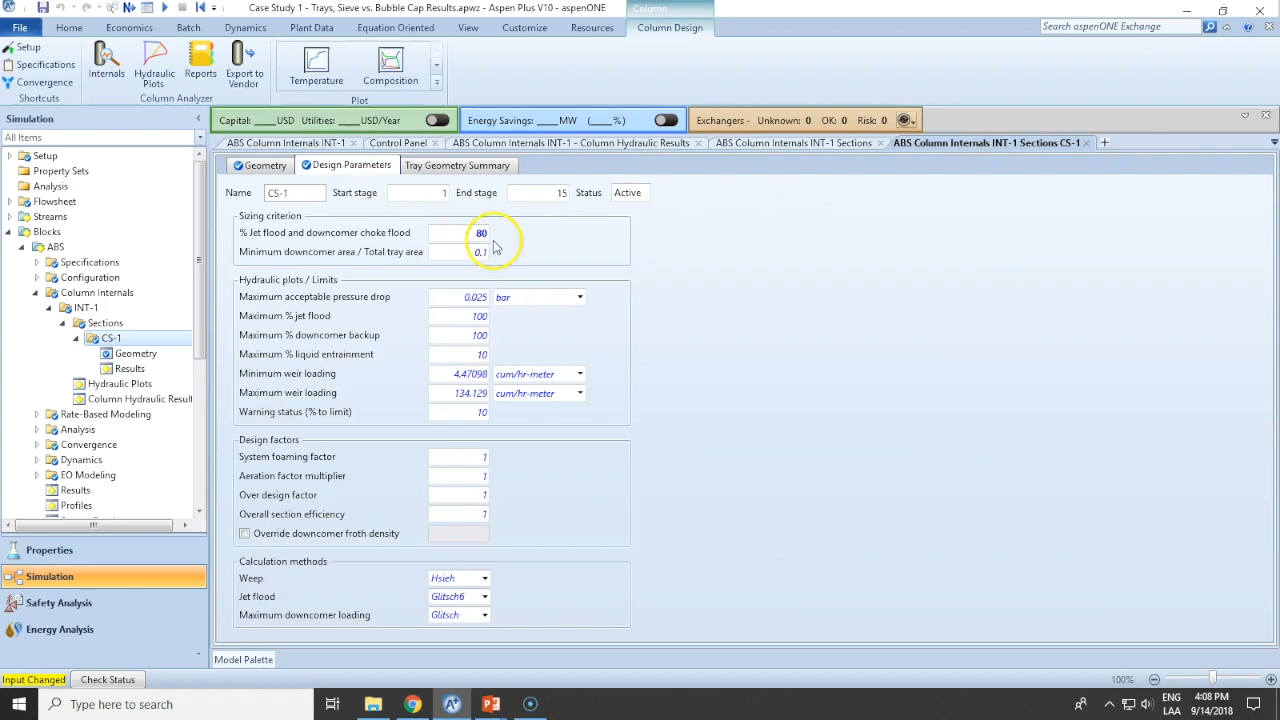 Case Study 1 - Trays, Sieve vs. Bubble Cap Results.apwz - Aspen Plus V10 - aspenONE
Column
File Home Economics Batch Dynamics Plant Data Equation Oriented View Customize Resources Column Design
Search aspenONE Exchange
Setup
Specifications
Convergence
Shortcuts
Internals
Hydraulic Plots
Reports
Export to Vendor
Column Analyzer
Temperature
Composition
Plot
Simulation
All Items
Capital: ____ USD Utilities: ____ USD/Year
Energy Savings: ____ MW ( ____ %)
Exchangers - Unknown: 0 OK: 0 Risk: 0
ABS Column Internals INT-1
Control Panel
ABS Column Internals INT-1 - Column Hydraulic Results
ABS Column Internals INT-1 Sections
ABS Column Internals INT-1 Sections CS-1
Setup
Property Sets
Analysis
Flowsheet
Streams
Blocks
ABS
Specifications
Configuration
Column Internals
INT-1
Sections
CS-1
Geometry
Results
Hydraulic Plots
Column Hydraulic Result
Rate-Based Modeling
Analysis
Convergence
Dynamics
EO Modeling
Results
Profiles
Properties
Simulation
Safety Analysis
Energy Analysis
Geometry Design Parameters Tray Geometry Summary
Name CS-1 Start stage 1 End stage 15 Status Active
Sizing criterion
% Jet flood and downcomer choke flood 80
Minimum downcomer area / Total tray area 0.1
Hydraulic plots / Limits
Maximum acceptable pressure drop 0.025 bar
Maximum % jet flood 100
Maximum % downcomer backup 100
Maximum % liquid entrainment 10
Minimum weir loading 4.47098 cum/hr-meter
Maximum weir loading 134.129 cum/hr-meter
Warning status (% to limit) 10
Design factors
System foaming factor 1
Aeration factor multiplier 1
Over design factor 1
Overall section efficiency 1
Override downcomer froth density
Calculation methods
Weep Hsieh
Jet flood Glitsch6
Maximum downcomer loading Glitsch
Model Palette
Input Changed Check Status 100%
Type here to search
ENG 4:08 PM
LAA 9/14/2018